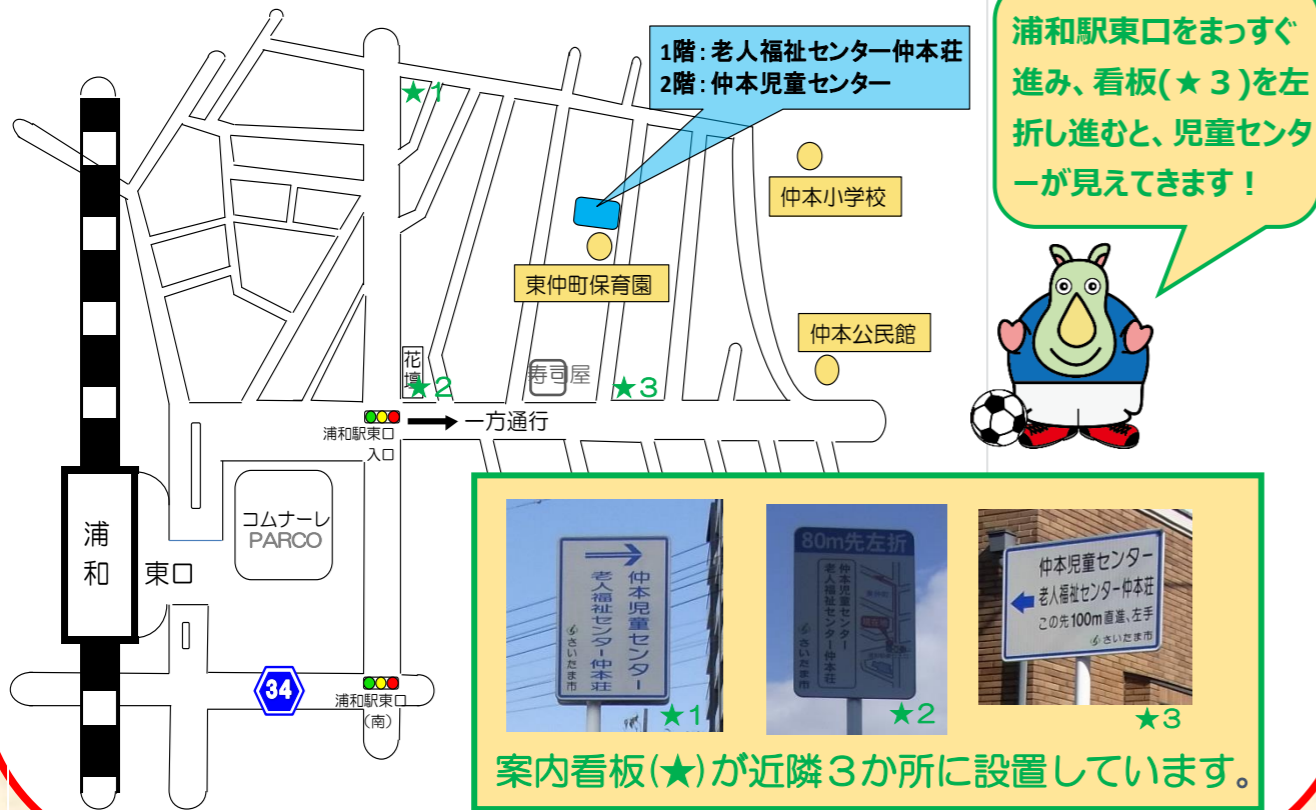 1階：老人福祉センター仲本荘
2階：仲本児童センター
浦和駅東口をまっすぐ
進み、看板(★３)を左
折し進むと、児童センタ
ーが見えてきます！
★1
仲本小学校
東仲町保育園
仲本公民館
花壇
★2
寿司屋
★3
浦和駅東口
入口
一方通行
コムナーレ
PARCO
浦和
東口
34
浦和駅東口
(南)
仲本児童センター
老人福祉センター仲本荘
さいたま市
★1
80m先左折
仲本児童センター
老人福祉センター仲本荘
現在地
さいたま市
★2
仲本児童センター
老人福祉センター仲本荘
この先100m直進、左手
さいたま市
★3
案内看板(★)が近隣３か所に設置しています。